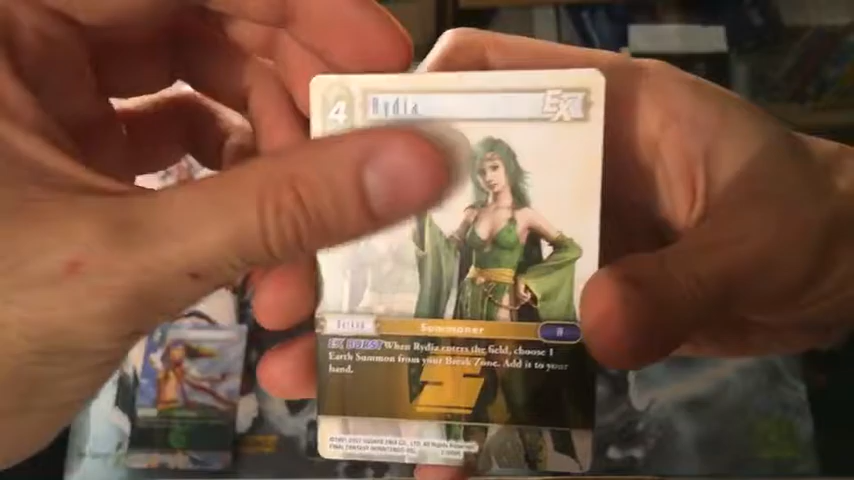 4
Rydia
EX
Backup
Summoner
EX BURST When Rydia enters the field, choose 1
Earth Summon from your Break Zone. Add it to your
hand.